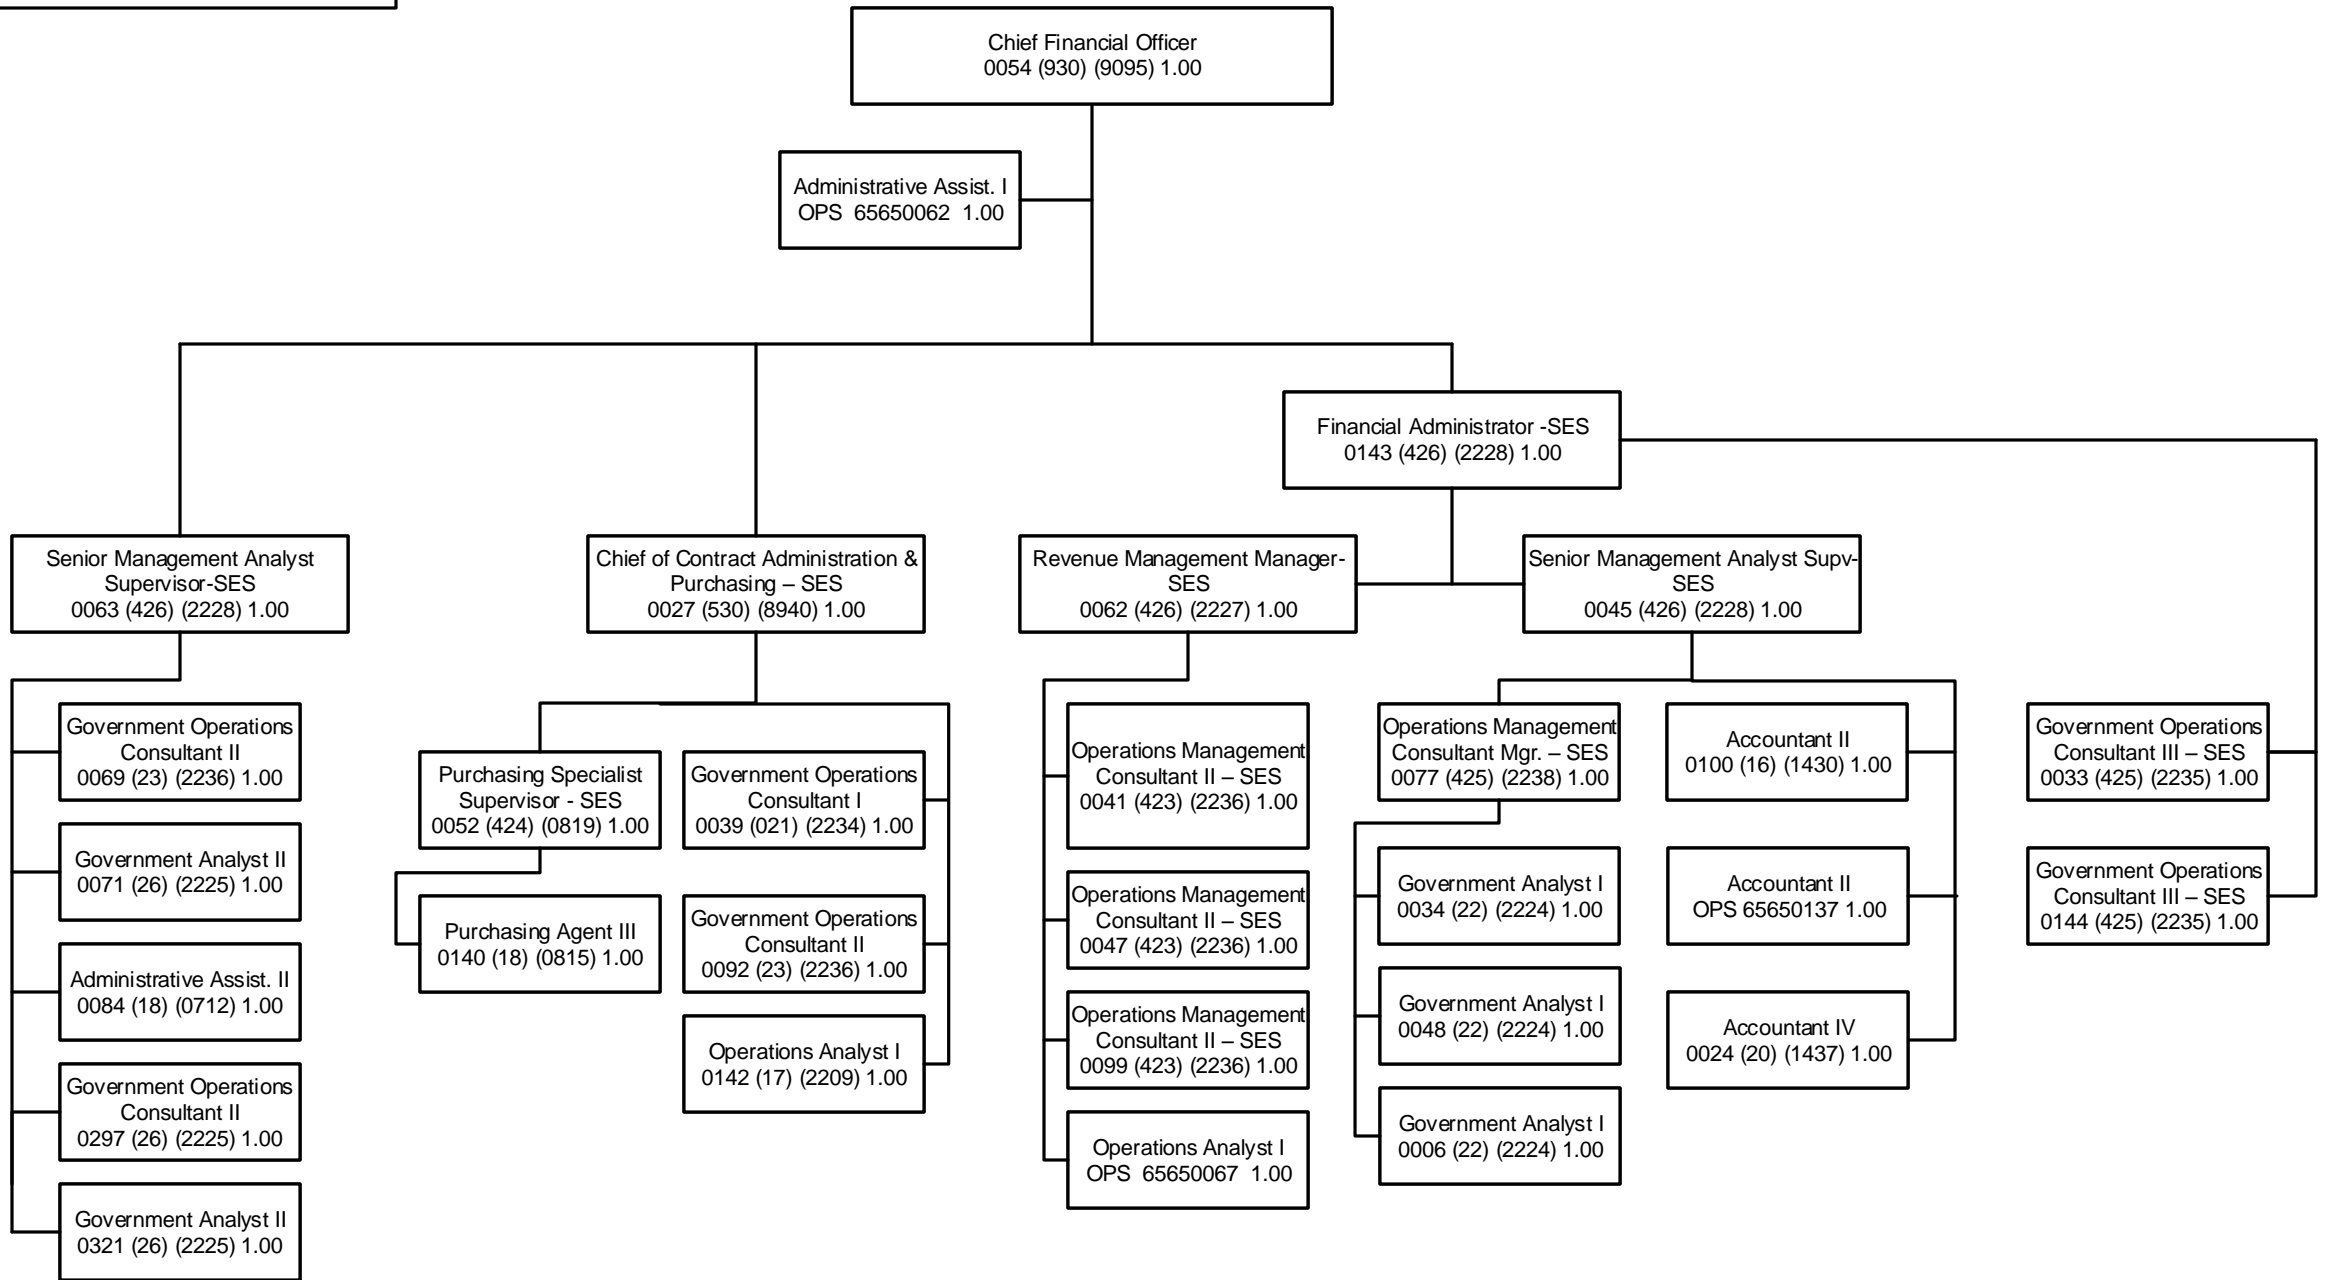 Chief Financial Officer
0054 (930) (9095) 1.00
Administrative Assist. I
OPS 65650062 1.00
Financial Administrator -SES
0143 (426) (2228) 1.00
Senior Management Analyst
Supervisor-SES
0063 (426) (2228) 1.00
Chief of Contract Administration &
Purchasing – SES
0027 (530) (8940) 1.00
Revenue Management Manager-
SES
0062 (426) (2227) 1.00
Senior Management Analyst Supv-
SES
0045 (426) (2228) 1.00
Government Operations
Consultant II
0069 (23) (2236) 1.00
Government Analyst II
0071 (26) (2225) 1.00
Administrative Assist. II
0084 (18) (0712) 1.00
Government Operations
Consultant II
0297 (26) (2225) 1.00
Government Analyst II
0321 (26) (2225) 1.00
Purchasing Specialist
Supervisor - SES
0052 (424) (0819) 1.00
Purchasing Agent III
0140 (18) (0815) 1.00
Government Operations
Consultant I
0039 (021) (2234) 1.00
Government Operations
Consultant II
0092 (23) (2236) 1.00
Operations Analyst I
0142 (17) (2209) 1.00
Operations Management
Consultant II – SES
0041 (423) (2236) 1.00
Operations Management
Consultant II – SES
0047 (423) (2236) 1.00
Operations Management
Consultant II – SES
0099 (423) (2236) 1.00
Operations Analyst I
OPS 65650067 1.00
Operations Management
Consultant Mgr. – SES
0077 (425) (2238) 1.00
Government Analyst I
0034 (22) (2224) 1.00
Government Analyst I
0048 (22) (2224) 1.00
Government Analyst I
0006 (22) (2224) 1.00
Accountant II
0100 (16) (1430) 1.00
Accountant II
OPS 65650137 1.00
Accountant IV
0024 (20) (1437) 1.00
Government Operations
Consultant III – SES
0033 (425) (2235) 1.00
Government Operations
Consultant III – SES
0144 (425) (2235) 1.00